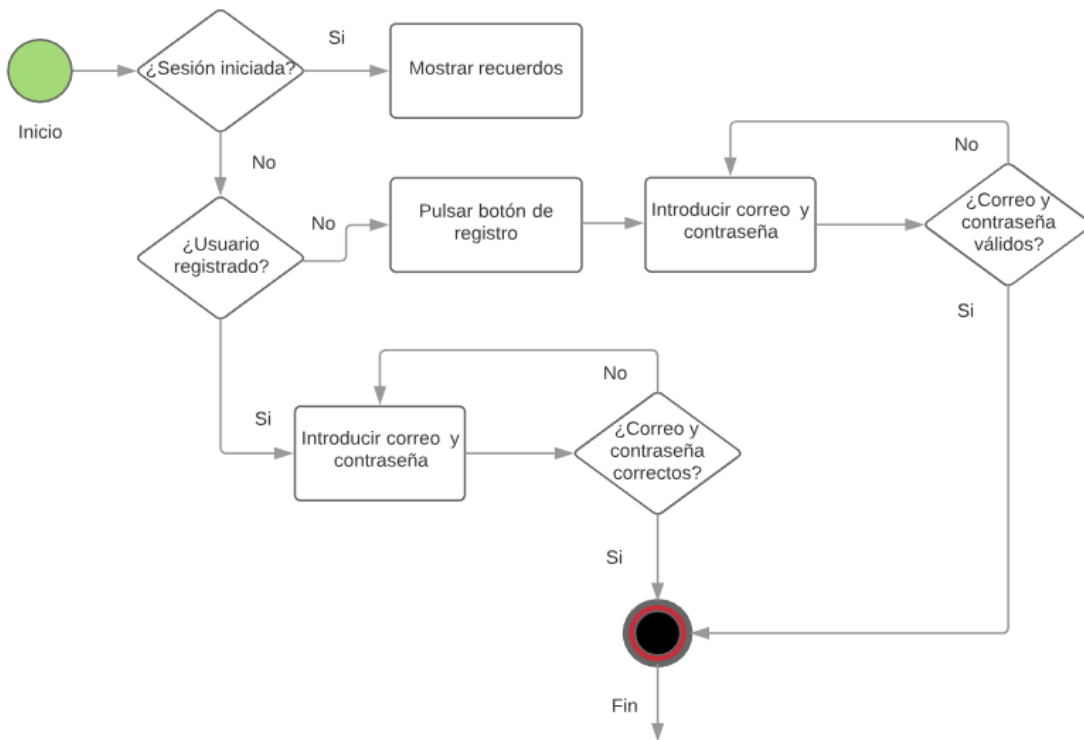 Inicio
¿Sesión iniciada?
Si
Mostrar recuerdos
No
¿Usuario
registrado?
No
Pulsar botón de
registro
Introducir correo y
contraseña
No
¿Correo y
contraseña
válidos?
Si
Si
Introducir correo y
contraseña
No
¿Correo y
contraseña
correctos?
Si
Fin